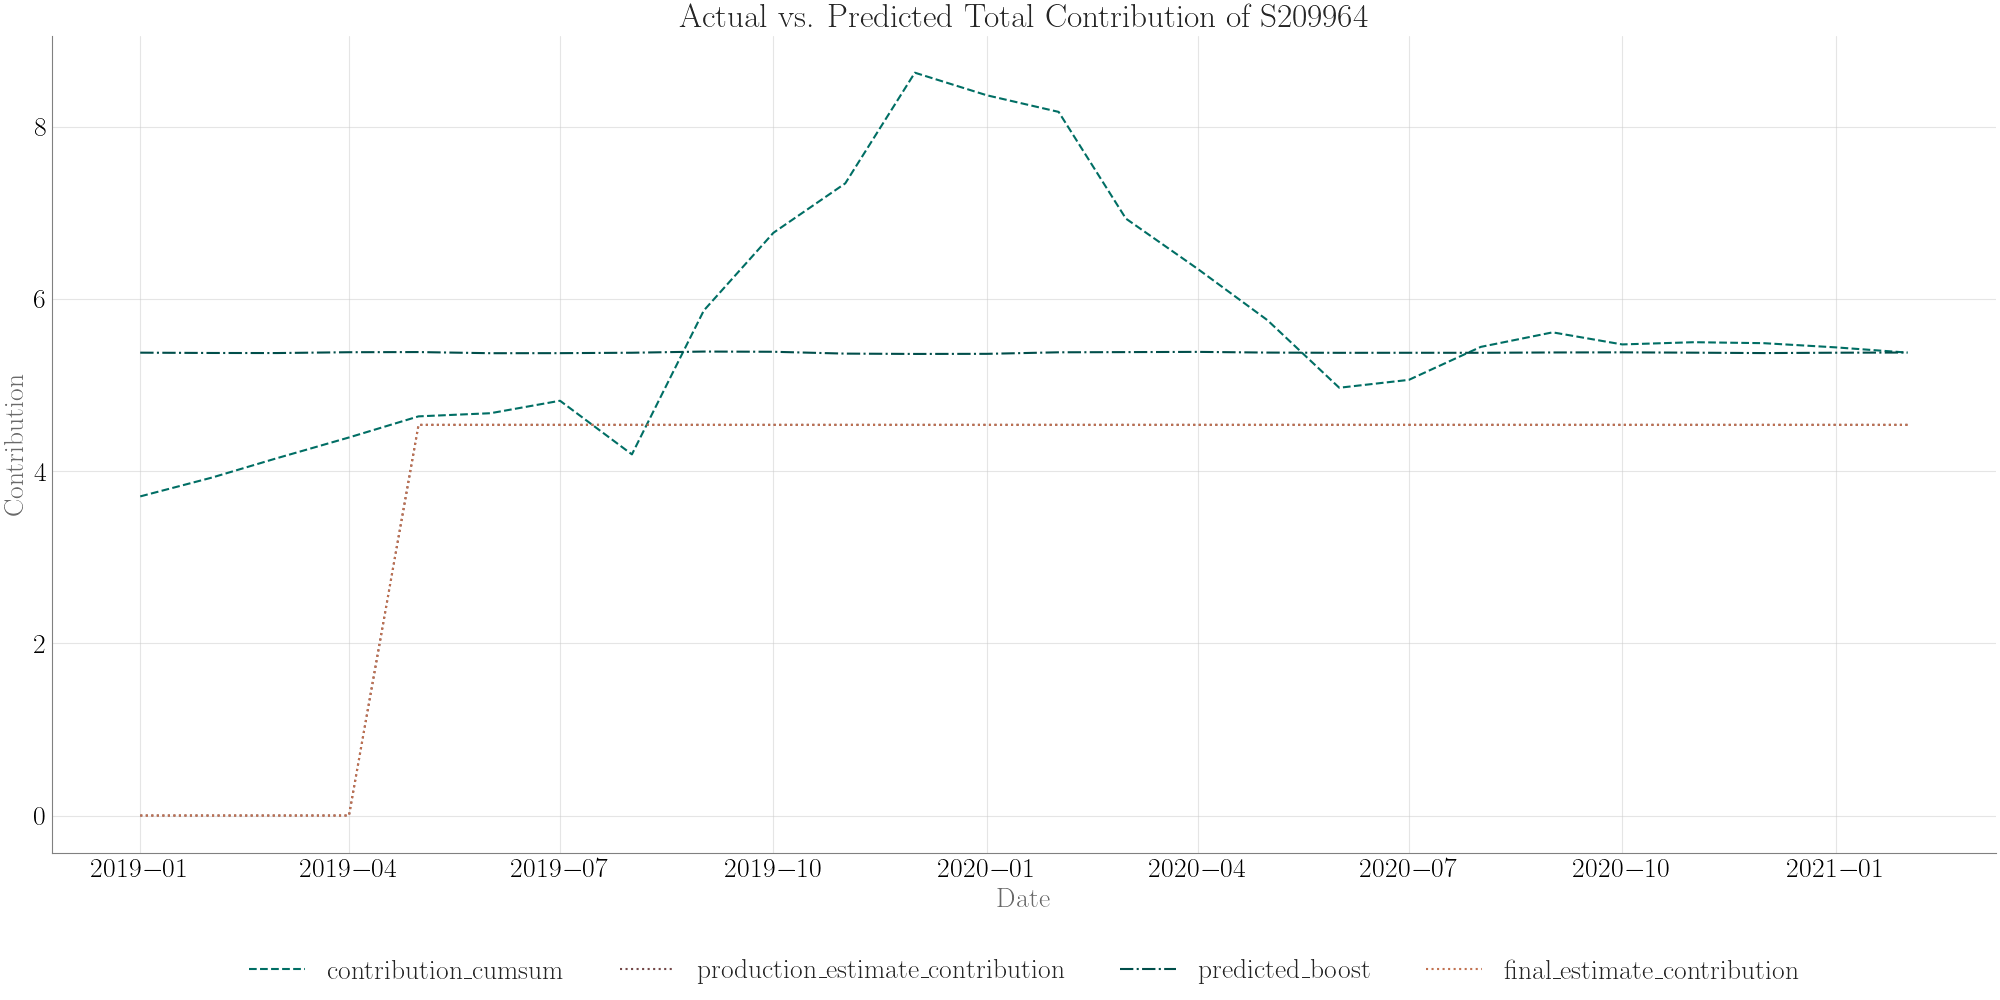 Actual vs. Predicted Total Contribution of S209964
Contribution
8
6
4
2
0
2019−01 2019−04 2019−07 2019−10 2020−01 2020−04 2020−07 2020−10 2021−01
Date
contribution_cumsum production_estimate_contribution predicted_boost final_estimate_contribution